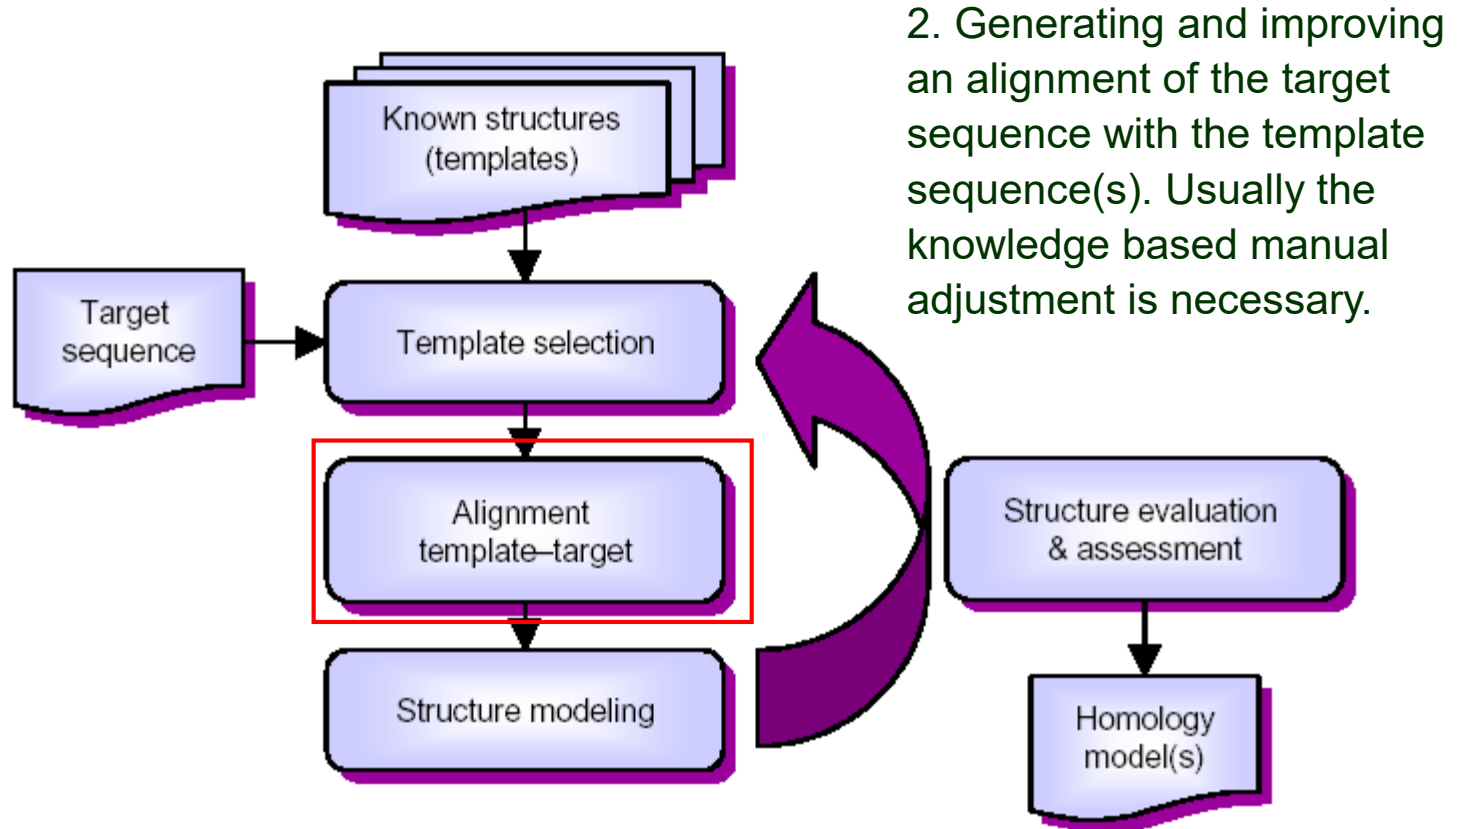 2. Generating and improving
an alignment of the target
sequence with the template
sequence(s). Usually the
knowledge based manual
adjustment is necessary.
Known structures
(templates)
Target
sequence
Template selection
Alignment
template–target
Structure modeling
Structure evaluation
& assessment
Homology
model(s)